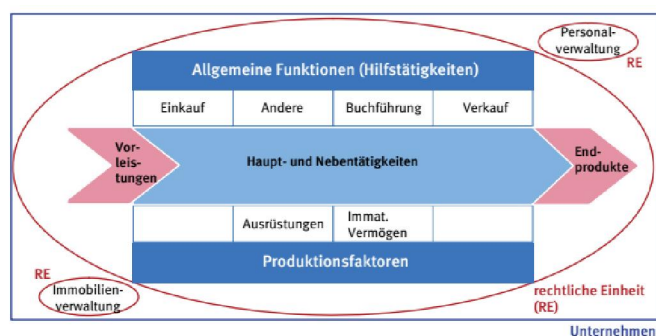 Personal-
verwaltung
RE
Allgemeine Funktionen (Hilfstätigkeiten)
Einkauf
Andere
Buchführung
Verkauf
Vor-
leis-
tungen
Haupt- und Nebentätigkeiten
End-
produkte
Ausrüstungen
Immat.
Vermögen
Produktionsfaktoren
RE
Immobilien-
verwaltung
rechtliche Einheit
(RE)
Unternehmen